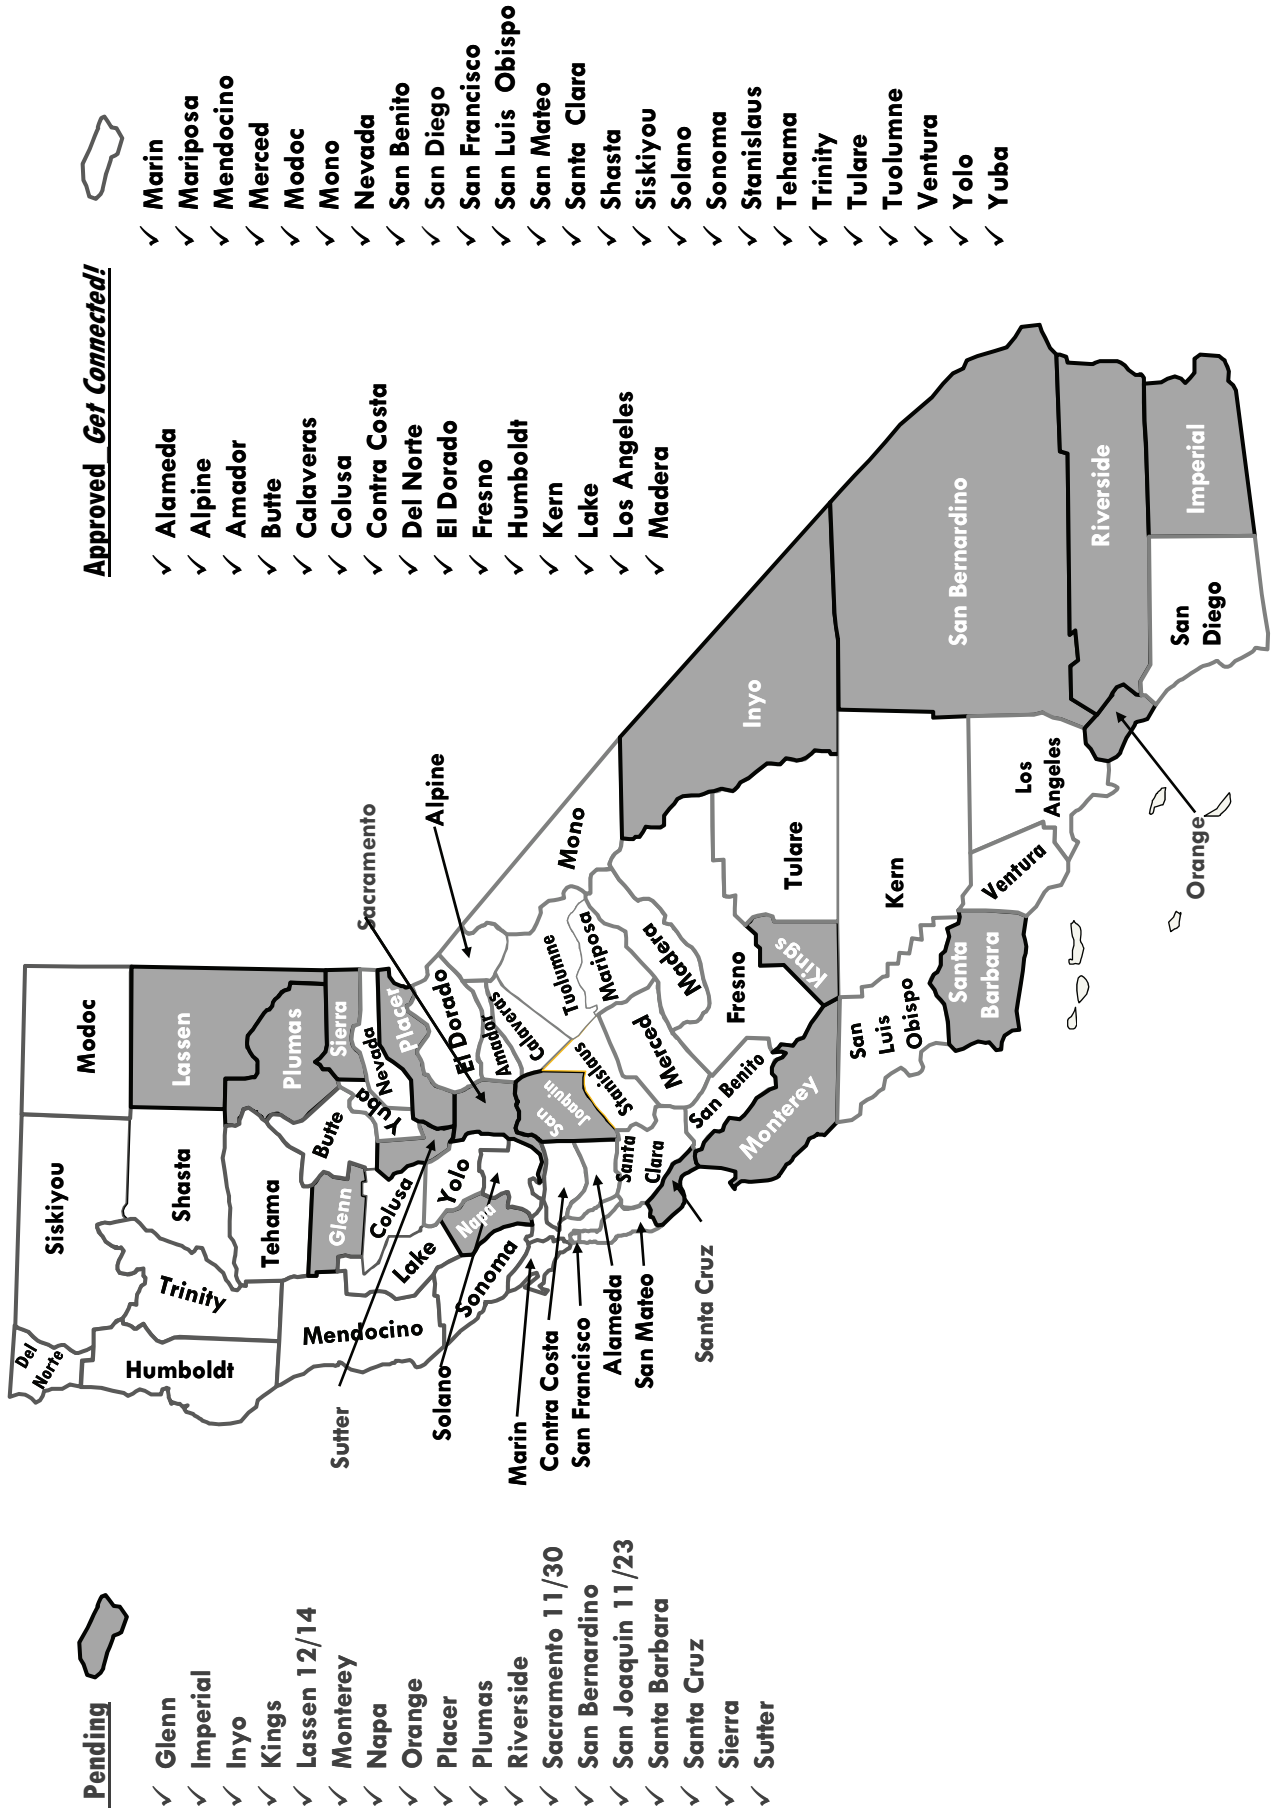 Pending
✓ Glenn
✓ Imperial
✓ Inyo
✓ Kings
✓ Lassen 12/14
✓ Monterey
✓ Napa
✓ Orange
✓ Placer
✓ Plumas
✓ Riverside
✓ Sacramento 11/30
✓ San Bernardino
✓ San Joaquin 11/23
✓ Santa Barbara
✓ Santa Cruz
✓ Sierra
✓ Sutter
Approved Get Connected!
✓ Alameda
✓ Alpine
✓ Amador
✓ Butte
✓ Calaveras
✓ Colusa
✓ Contra Costa
✓ Del Norte
✓ El Dorado
✓ Fresno
✓ Humboldt
✓ Kern
✓ Lake
✓ Los Angeles
✓ Madera
✓ Marin
✓ Mariposa
✓ Mendocino
✓ Merced
✓ Modoc
✓ Mono
✓ Nevada
✓ San Benito
✓ San Diego
✓ San Francisco
✓ San Luis Obispo
✓ San Mateo
✓ Santa Clara
✓ Shasta
✓ Siskiyou
✓ Solano
✓ Sonoma
✓ Stanislaus
✓ Tehama
✓ Trinity
✓ Tulare
✓ Tuolumne
✓ Ventura
✓ Yolo
✓ Yuba
Del
Norte
Siskiyou
Modoc
Humboldt
Trinity
Shasta
Lassen
Tehama
Plumas
Mendocino
Glenn
Butte
Sierra
Sutter
Lake
Colusa
Yuba
Nevada
Placer
Sacramento
Solano
Sonoma
Napa
Yolo
El Dorado
Alpine
Marin
Contra Costa
San Francisco
Alameda
San Mateo
Santa Cruz
Amador
Calaveras
San
Joaquin
Tuolumne
Mono
Stanislaus
Mariposa
Santa
Clara
Merced
Madera
San Benito
Fresno
Monterey
Kings
Tulare
Inyo
San
Luis
Obispo
Kern
San Bernardino
Santa
Barbara
Ventura
Los
Angeles
Orange
Riverside
San
Diego
Imperial